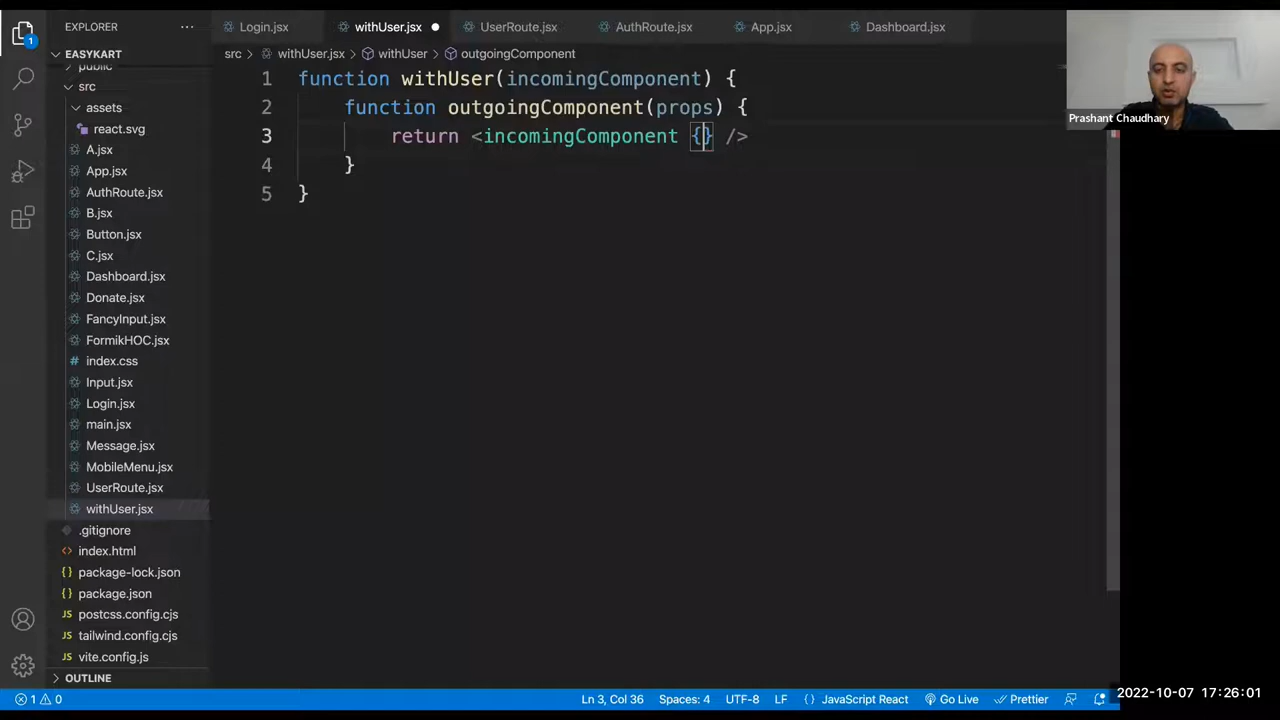 EXPLORER
EASYKART
public
src
assets
react.svg
A.jsx
App.jsx
AuthRoute.jsx
B.jsx
Button.jsx
C.jsx
Dashboard.jsx
Donate.jsx
FancyInput.jsx
FormikHOC.jsx
index.css
Input.jsx
Login.jsx
main.jsx
Message.jsx
MobileMenu.jsx
UserRoute.jsx
withUser.jsx
.gitignore
index.html
package-lock.json
package.json
postcss.config.cjs
tailwind.config.cjs
vite.config.js
OUTLINE
Login.jsx withUser.jsx UserRoute.jsx AuthRoute.jsx App.jsx Dashboard.jsx
src > withUser.jsx > withUser > outgoingComponent
1 function withUser(incomingComponent) {
2 function outgoingComponent(props) {
3 return <incomingComponent {} />
4 }
5 }
Prashant Chaudhary
1 0 Ln 3, Col 36 Spaces: 4 UTF-8 LF {} JavaScript React Go Live Prettier
2022-10-07 17:26:01